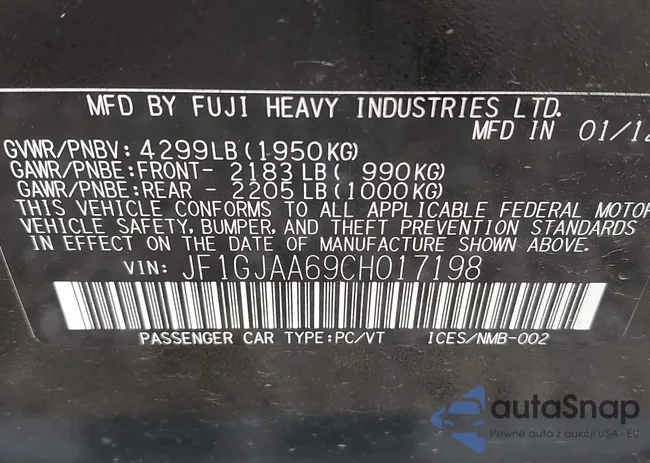 MFD BY FUJI HEAVY INDUSTRIES LTD.
MFD IN 01/12
GVWR/PNBV: 4299LB(1950KG)
GAWR/PNBE:FRONT- 2183LB( 990KG)
GAWR/PNBE:REAR - 2205LB(1000KG)
THIS VEHICLE CONFORMS TO ALL APPLICABLE FEDERAL MOTOR
VEHICLE SAFETY, BUMPER, AND THEFT PREVENTION STANDARDS
IN EFFECT ON THE DATE OF MANUFACTURE SHOWN ABOVE.
VIN: JF1GJAA69CH017198
PASSENGER CAR TYPE:PC/VT ICES/NMB-002
autaSnap
Pewne auta z aukcji USA - EU